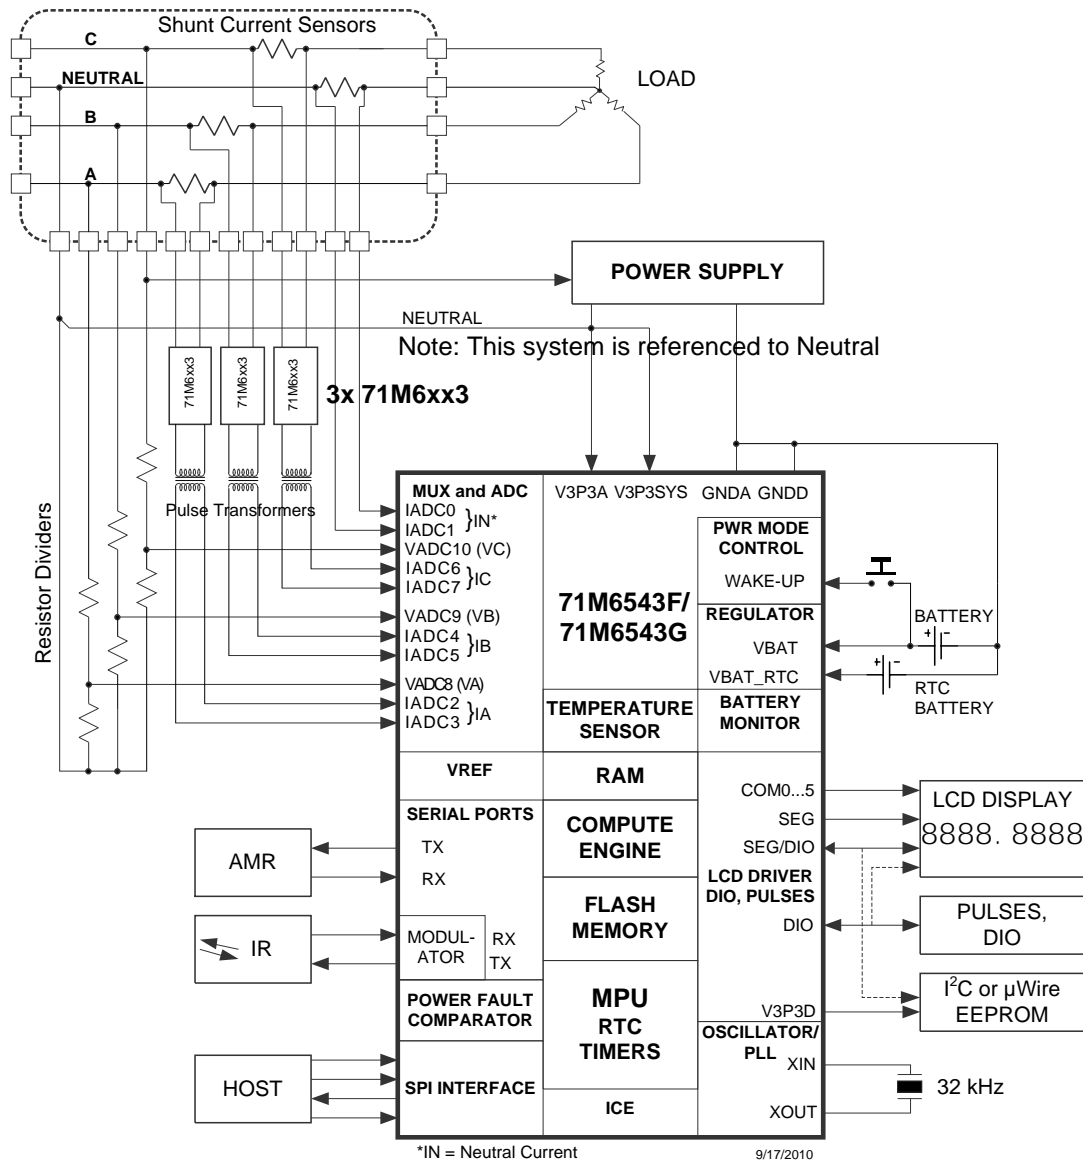 Shunt Current Sensors
C
NEUTRAL
B
A
LOAD
POWER SUPPLY
NEUTRAL
Note: This system is referenced to Neutral
71M6xx3
71M6xx3
71M6xx3
3x 71M6xx3
Pulse Transformers
Resistor Dividers
MUX and ADC
IADC0
IADC1
}IN*
VADC10 (VC)
IADC6
IADC7
}IC
VADC9 (VB)
IADC4
IADC5
}IB
VADC8 (VA)
IADC2
IADC3
}IA
V3P3A V3P3SYS GNDA GNDD
PWR MODE
CONTROL
WAKE-UP
71M6543F/
71M6543G
REGULATOR
VBAT
VBAT_RTC
BATTERY
+ -
+ -
RTC
BATTERY
TEMPERATURE
SENSOR
BATTERY
MONITOR
VREF
RAM
SERIAL PORTS
TX
RX
AMR
COMPUTE
ENGINE
COM0...5
SEG
SEG/DIO
LCD DRIVER
DIO, PULSES
DIO
LCD DISPLAY
8888. 8888
FLASH
MEMORY
PULSES,
DIO
IR
MODUL-
ATOR
RX
TX
POWER FAULT
COMPARATOR
MPU
RTC
TIMERS
V3P3D
I²C or µWire
EEPROM
OSCILLATOR/
PLL
XIN
XOUT
32 kHz
HOST
SPI INTERFACE
ICE
*IN = Neutral Current
9/17/2010